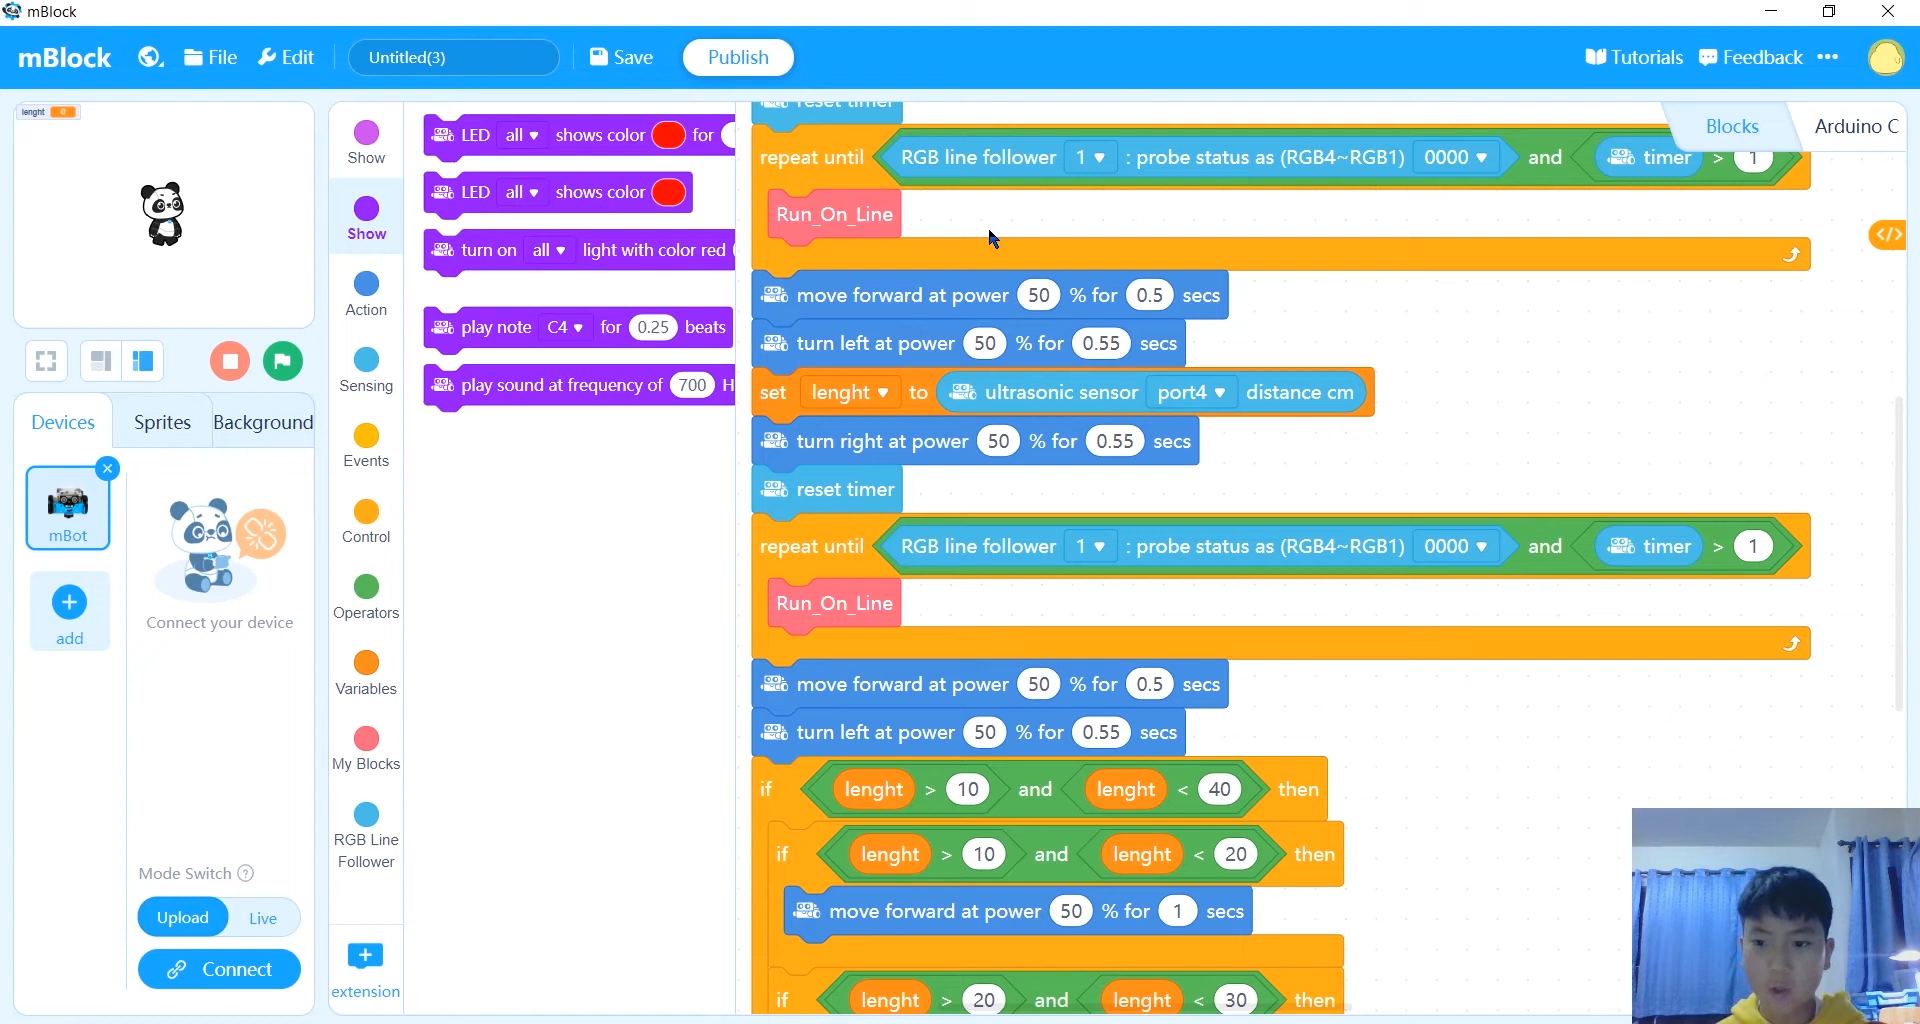 mBlock
mBlock File Edit Untitled(3) Save Publish Tutorials Feedback
lenght 0
Devices Sprites Background
mBot
add
Connect your device
Mode Switch ?
Upload Live
Connect
Show
Show
Action
Sensing
Events
Control
Operators
Variables
My Blocks
RGB Line
Follower
extension
LED all shows color for
LED all shows color
turn on all light with color red
play note C4 for 0.25 beats
play sound at frequency of 700 H
Blocks Arduino C
reset timer
repeat until RGB line follower 1 : probe status as (RGB4~RGB1) 0000 and timer > 1
Run_On_Line
move forward at power 50 % for 0.5 secs
turn left at power 50 % for 0.55 secs
set lenght to ultrasonic sensor port4 distance cm
turn right at power 50 % for 0.55 secs
reset timer
repeat until RGB line follower 1 : probe status as (RGB4~RGB1) 0000 and timer > 1
Run_On_Line
move forward at power 50 % for 0.5 secs
turn left at power 50 % for 0.55 secs
if lenght > 10 and lenght < 40 then
if lenght > 10 and lenght < 20 then
move forward at power 50 % for 1 secs
if lenght > 20 and lenght < 30 then